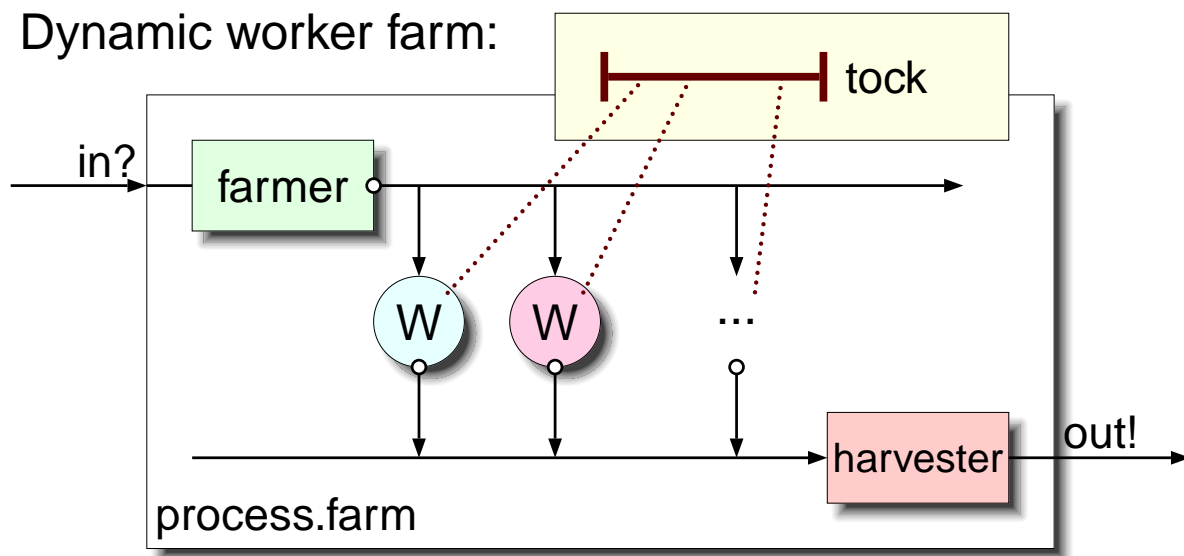 Dynamic worker farm:
tock
in?
farmer
W
W
...
harvester
out!
process.farm